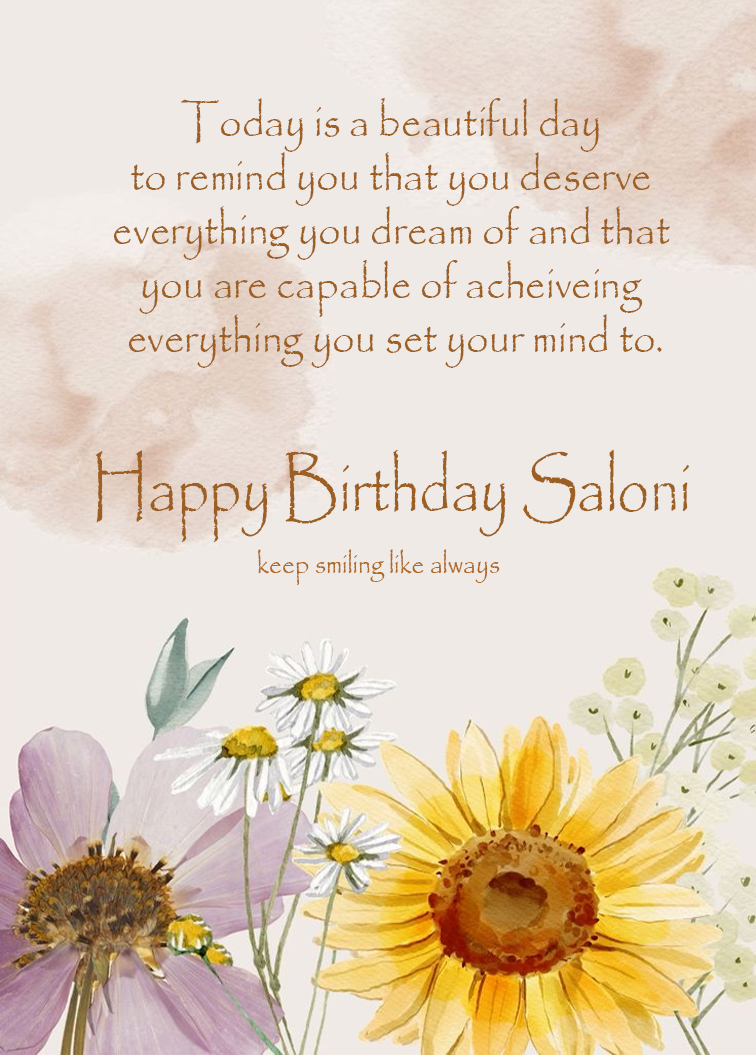 Today is a beautiful day
to remind you that you deserve
everything you dream of and that
you are capable of acheiveing
everything you set your mind to.
Happy Birthday Saloni
keep smiling like always